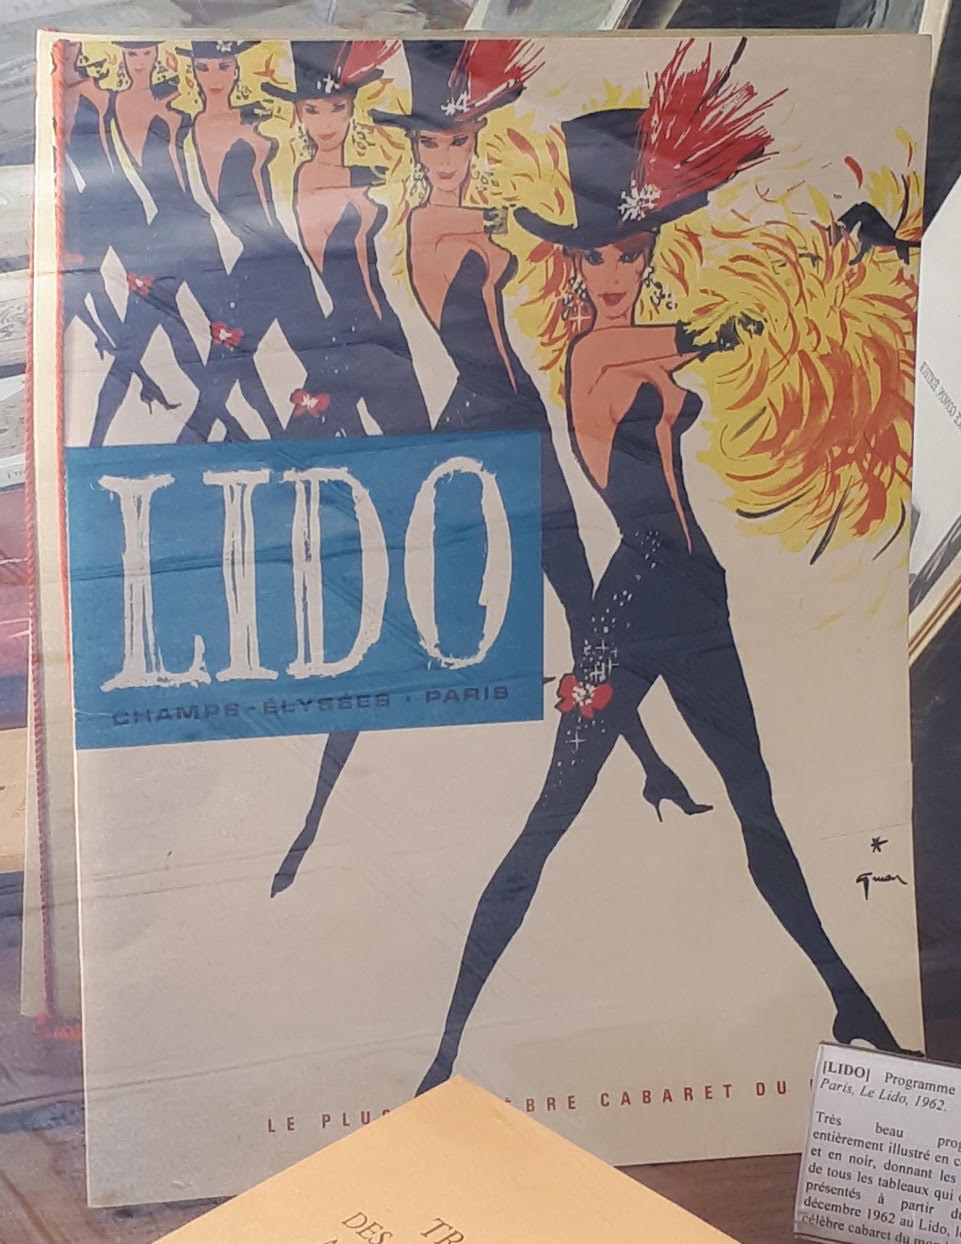 LIDO
CHAMPS-ÉLYSÉES · PARIS
LE PLUS BRE CABARET DU
[LIDO] Programme
Paris, Le Lido, 1962.
Très beau
entièrement illustré en
et en noir, donnant les
de tous les tableaux qui
présentés à partir
décembre 1962 au Lido,
célèbre cabaret du
TR
DES